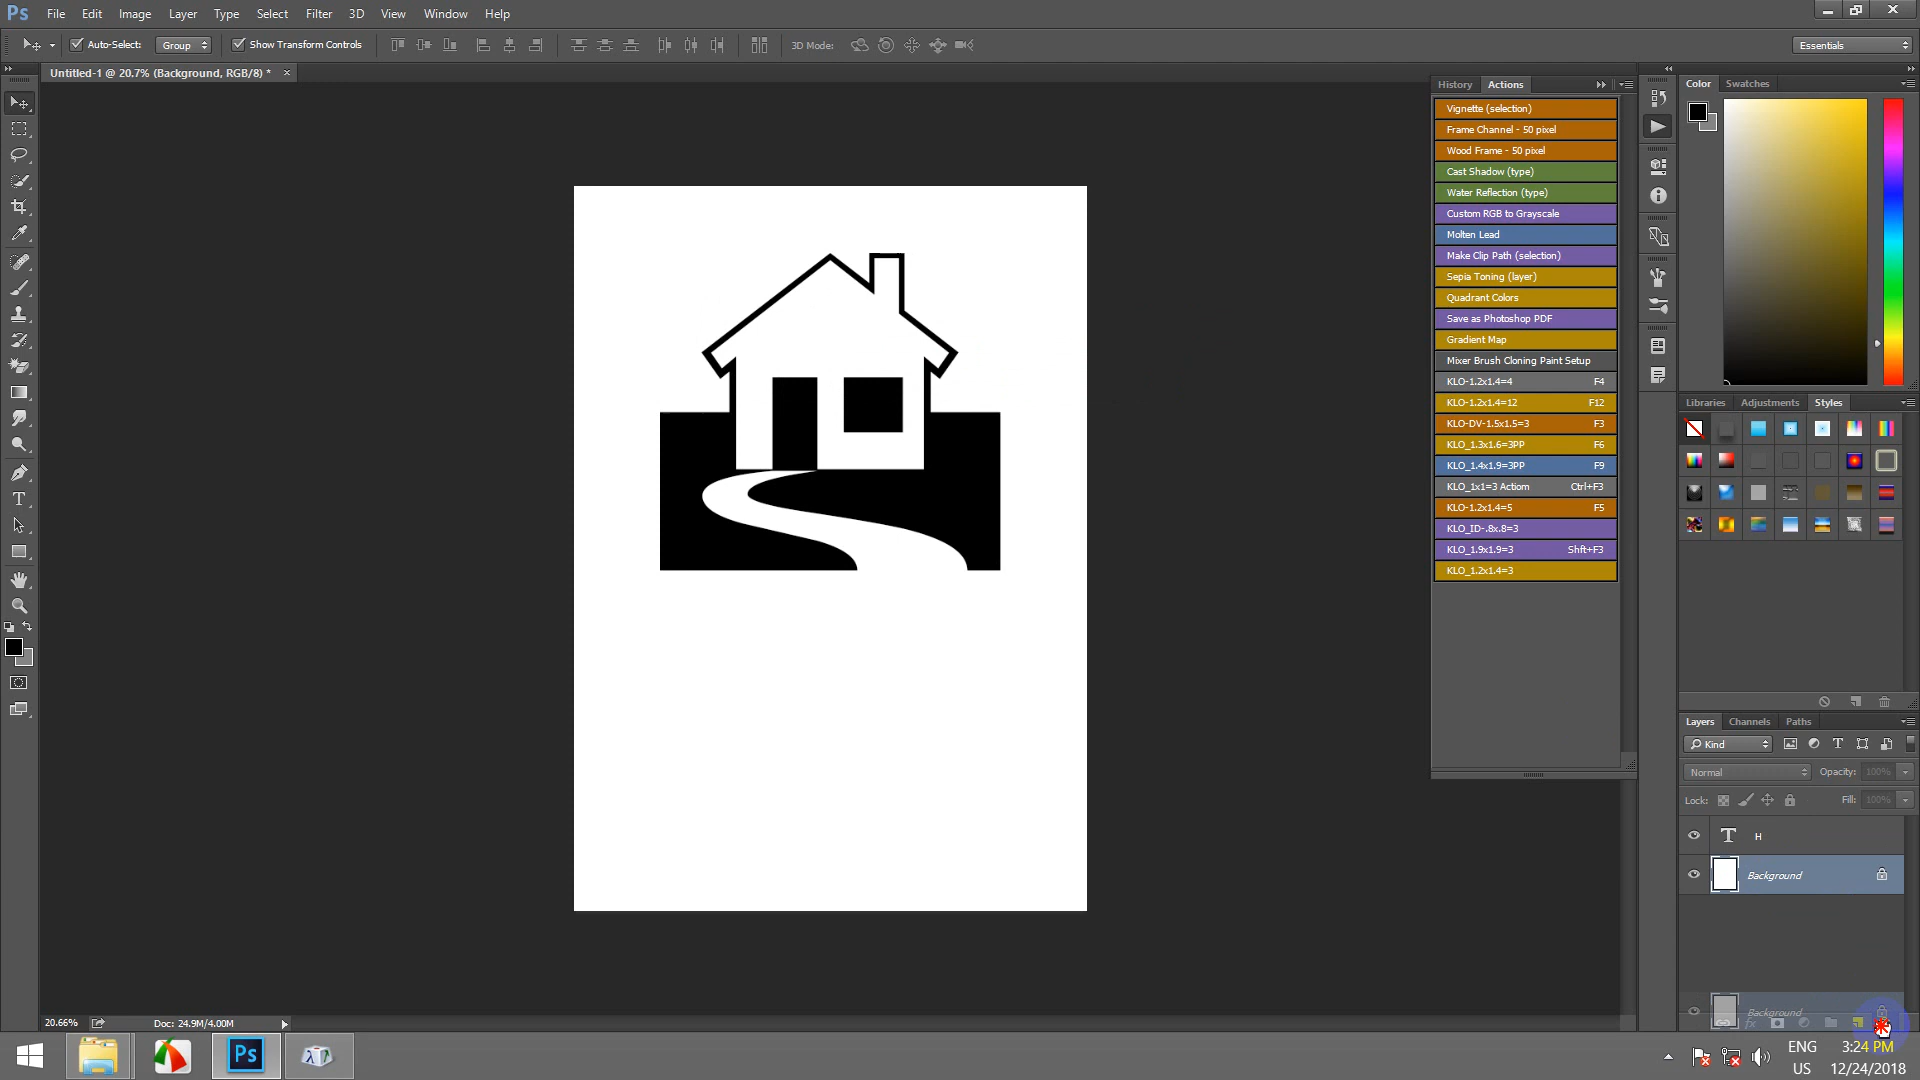 Ps File Edit Image Layer Type Select Filter 3D View Window Help
Auto-Select: Group Show Transform Controls 3D Mode: Essentials
Untitled-1 @ 20.7% (Background, RGB/8) *
History Actions
Color Swatches
Vignette (selection)
Frame Channel - 50 pixel
Wood Frame - 50 pixel
Cast Shadow (type)
Water Reflection (type)
Custom RGB to Grayscale
Molten Lead
Make Clip Path (selection)
Sepia Toning (layer)
Quadrant Colors
Save as Photoshop PDF
Gradient Map
Mixer Brush Cloning Paint Setup
KLO-1.2x1.4=4 F4
KLO-1.2x1.4=12 F12
KLO-DV-1.5x1.5=3 F3
KLO_1.3x1.6=3PP F6
KLO_1.4x1.9=3PP F9
KLO_1x1=3 Actiom Ctrl+F3
KLO-1.2x1.4=5 F5
KLO_ID-.8x.8=3
KLO_1.9x1.9=3 Shft+F3
KLO_1.2x1.4=3
Libraries Adjustments Styles
Layers Channels Paths
Kind
Normal Opacity: 100%
Lock: Fill: 100%
T H
Background
Background
fx
20.66% Doc: 24.9M/4.00M
Ps
ENG
US
3:24 PM
12/24/2018